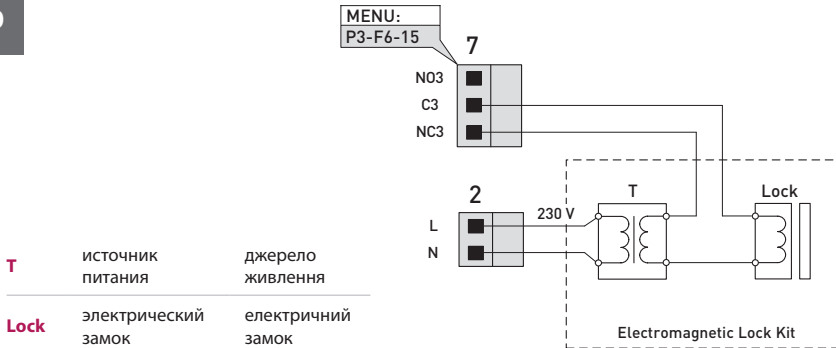 MENU:
P3-F6-15
7
NO3
C3
NC3
2
230 V
L
N
T
Lock
Electromagnetic Lock Kit
T
источник
питания
джерело
живлення
Lock
электрический
замок
електричний
замок